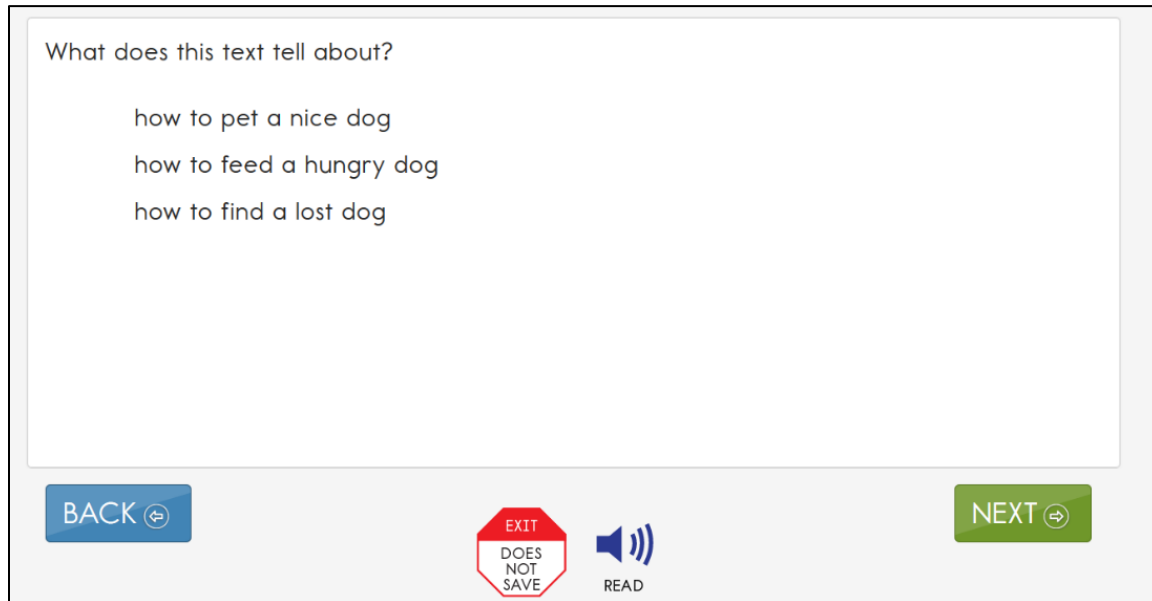 What does this text tell about?
how to pet a nice dog
how to feed a hungry dog
how to find a lost dog
BACK
EXIT
DOES
NOT
SAVE
READ
NEXT